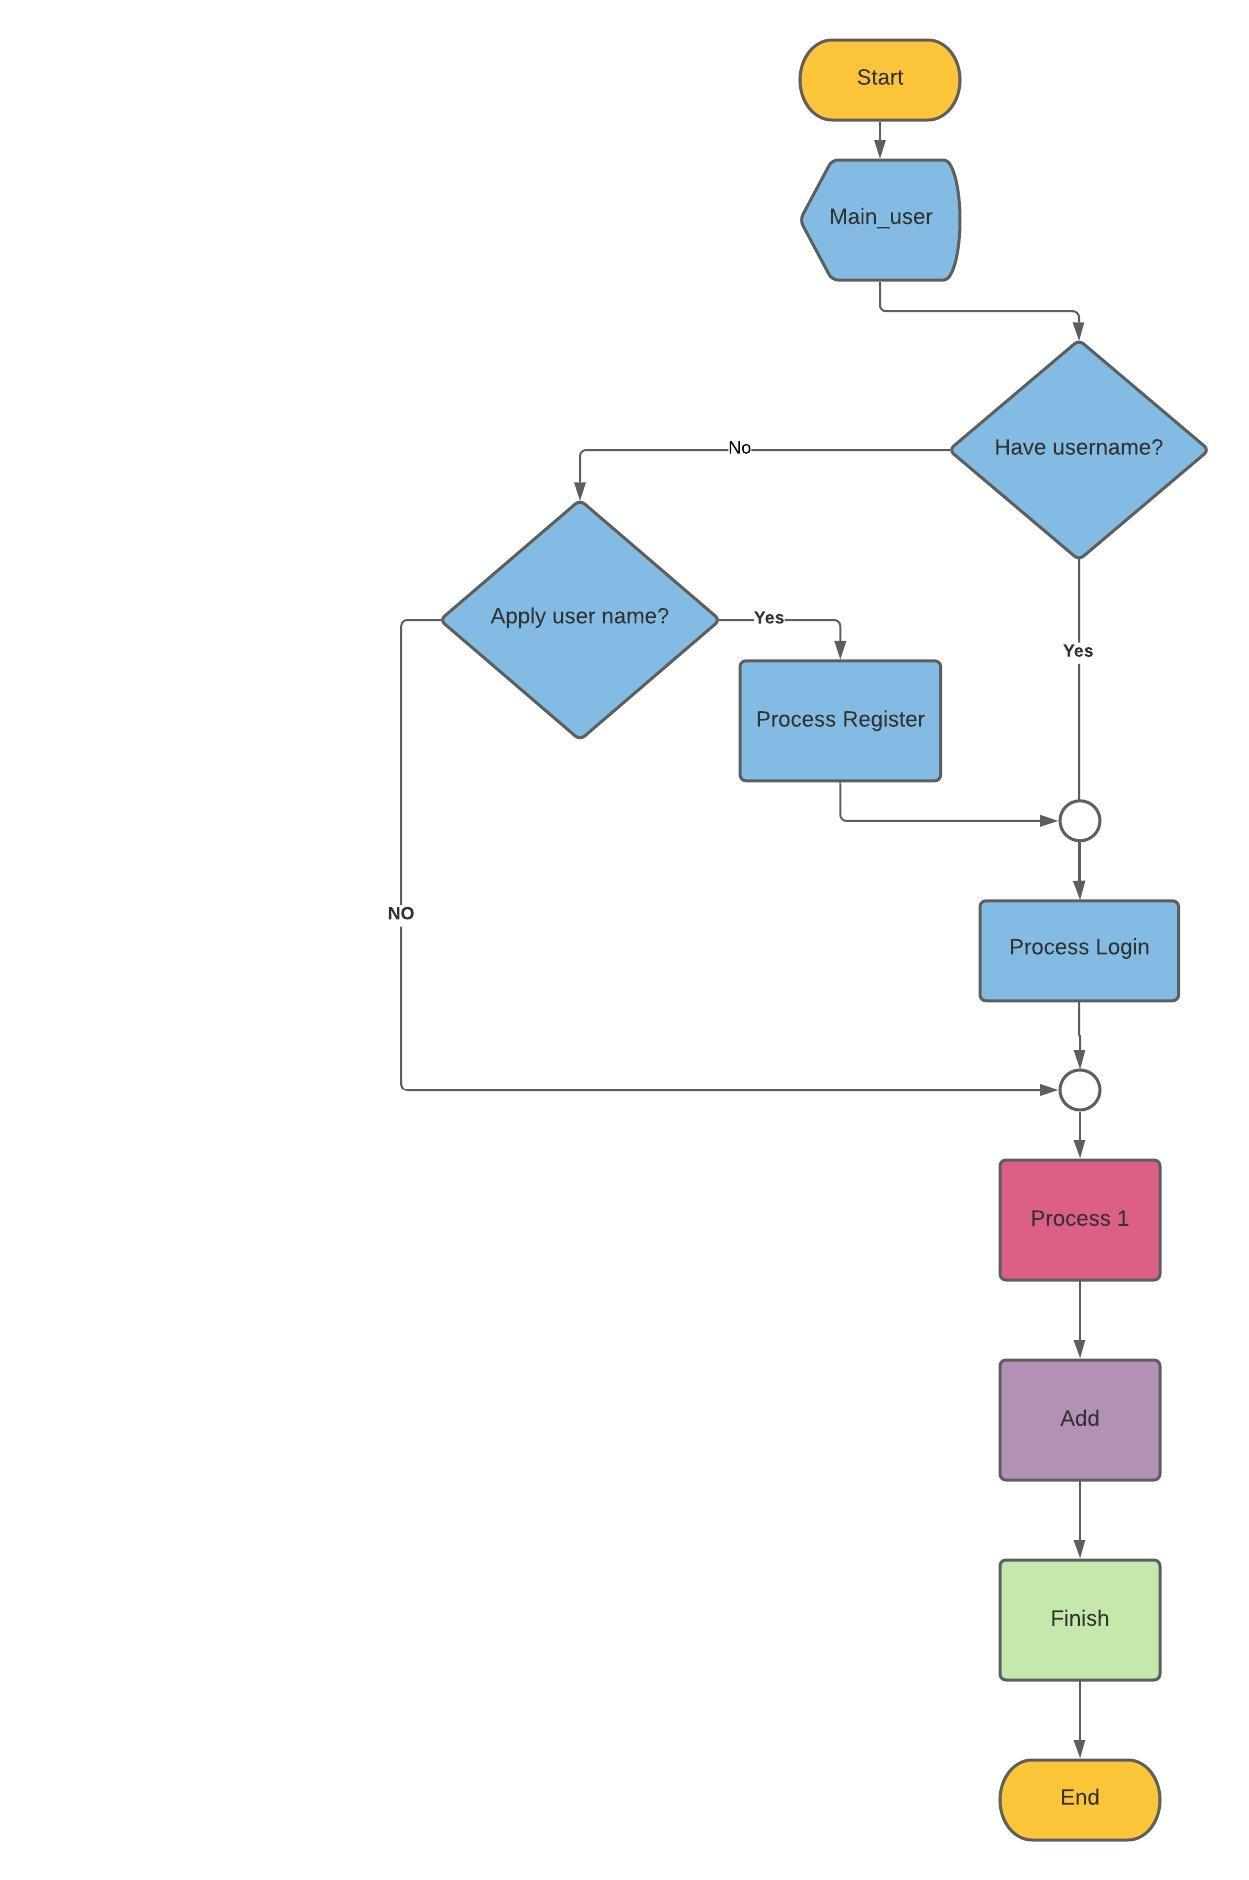 Start
Main_user
Have username?
No
Apply user name?
Yes
Yes
Process Register
NO
Process Login
Process 1
Add
Finish
End